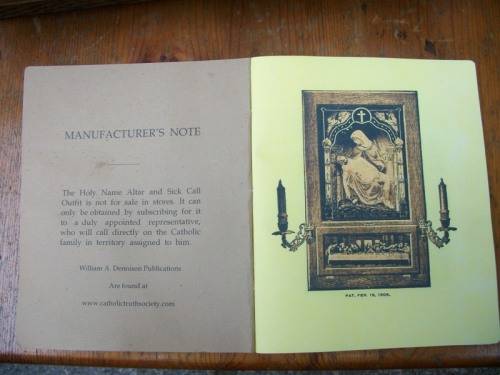 MANUFACTURER'S NOTE
The Holy Name Altar and Sick Call
Outfit is not for sale in stores. It can
only be obtained by subscribing for it
to a duly appointed representative,
who will call directly on the Catholic
family in territory assigned to him.
William A. Dennison Publications
Are found at
www.catholictruthsociety.com
PAT. FEB. 16, 1926.